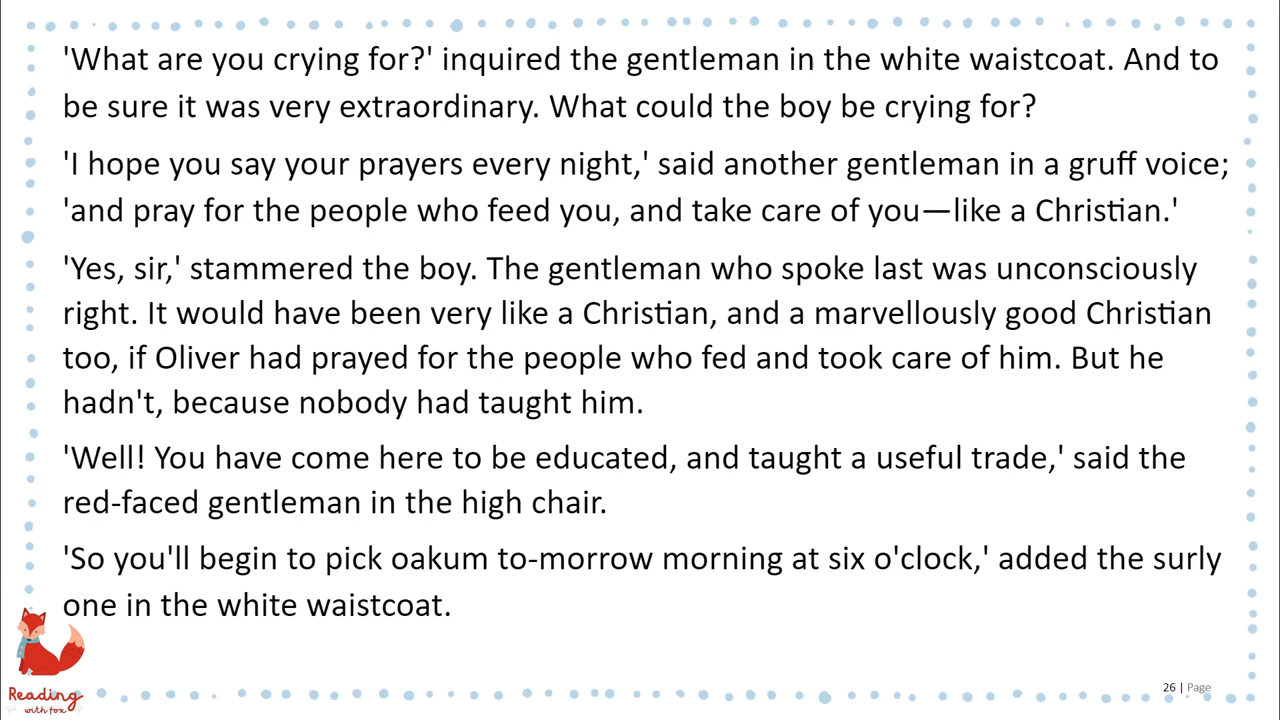 'What are you crying for?' inquired the gentleman in the white waistcoat. And to
be sure it was very extraordinary. What could the boy be crying for?
'I hope you say your prayers every night,' said another gentleman in a gruff voice;
'and pray for the people who feed you, and take care of you—like a Christian.'
'Yes, sir,' stammered the boy. The gentleman who spoke last was unconsciously
right. It would have been very like a Christian, and a marvellously good Christian
too, if Oliver had prayed for the people who fed and took care of him. But he
hadn't, because nobody had taught him.
'Well! You have come here to be educated, and taught a useful trade,' said the
red-faced gentleman in the high chair.
'So you'll begin to pick oakum to-morrow morning at six o'clock,' added the surly
one in the white waistcoat.
Reading
with fox
26 | Page